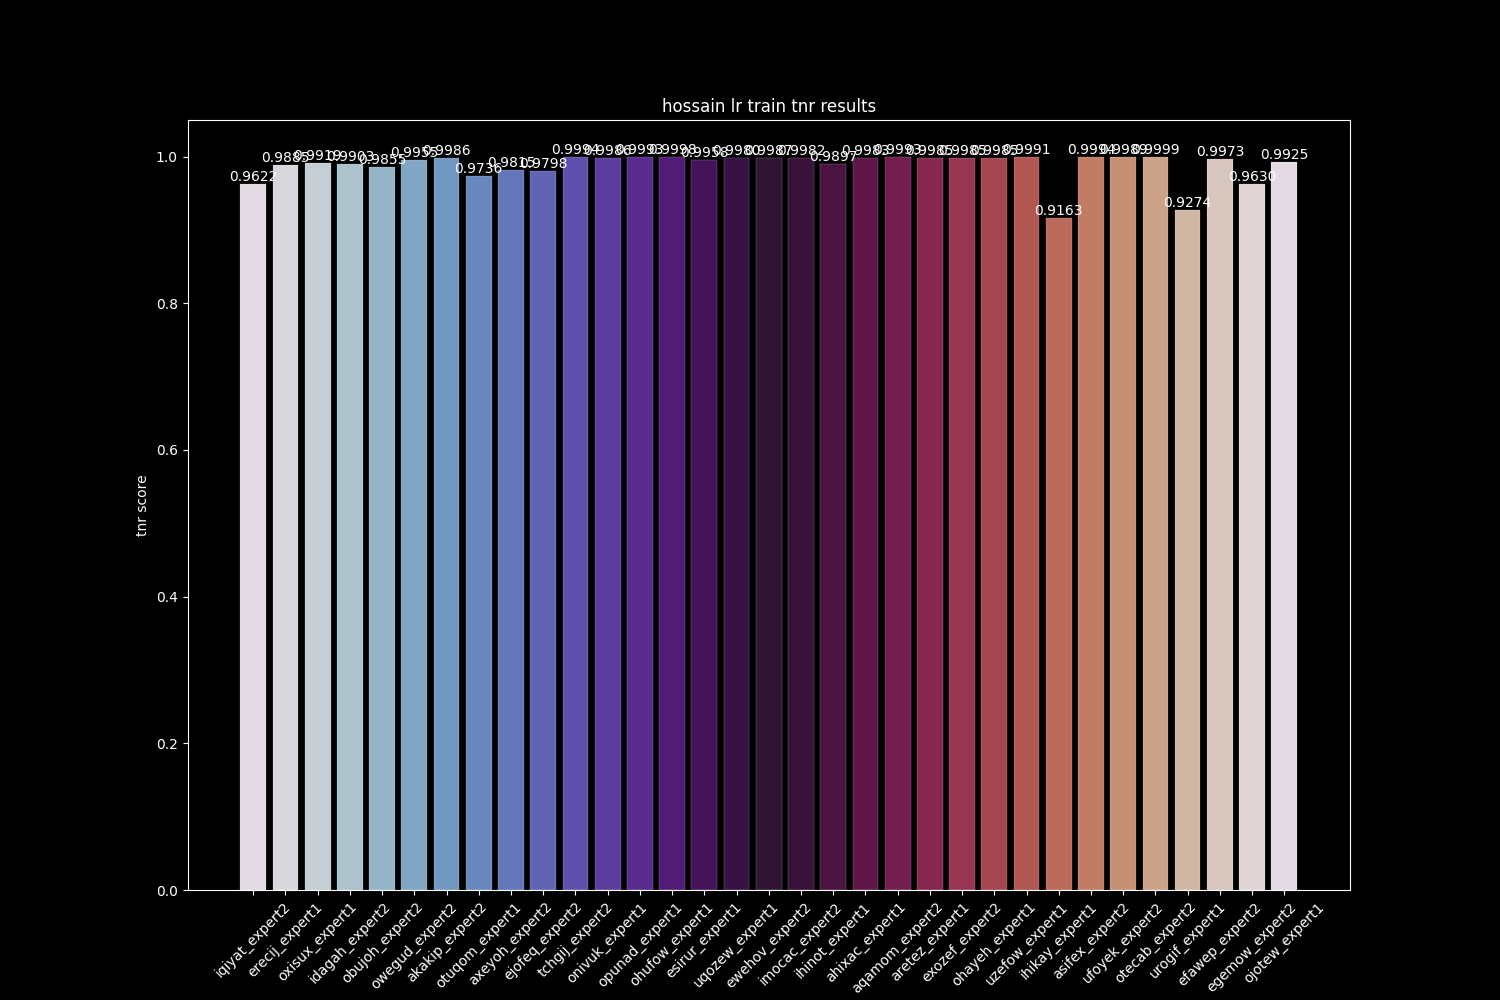 hossain lr train tnr results
1.0
0.8
0.6
0.4
0.2
0.0
tnr score
0.9622
0.9885
0.9919
0.9903
0.9855
0.9955
0.9986
0.9736
0.9815
0.9798
0.9994
0.9986
0.9993
0.9998
0.9958
0.9980
0.9987
0.9982
0.9897
0.9983
0.9993
0.9985
0.9985
0.9985
0.9991
0.9163
0.9994
0.9989
0.9999
0.9274
0.9973
0.9630
0.9925
iqjyat_expert2
erecij_expert1
oxisux_expert1
idagah_expert2
obujoh_expert2
owegud_expert2
akakip_expert2
otuqom_expert1
axeyoh_expert2
ejofeq_expert2
tchgij_expert2
onivuk_expert1
opunad_expert1
ohufow_expert1
esirur_expert1
uqozew_expert1
ewehov_expert2
imocac_expert2
ihinot_expert1
ahixac_expert1
aqamom_expert2
aretez_expert1
exozef_expert2
ohayeh_expert1
uzefow_expert1
ihikay_expert1
asifex_expert2
ufoyek_expert2
otecab_expert2
urogif_expert1
efawep_expert2
egemow_expert2
ojotew_expert1